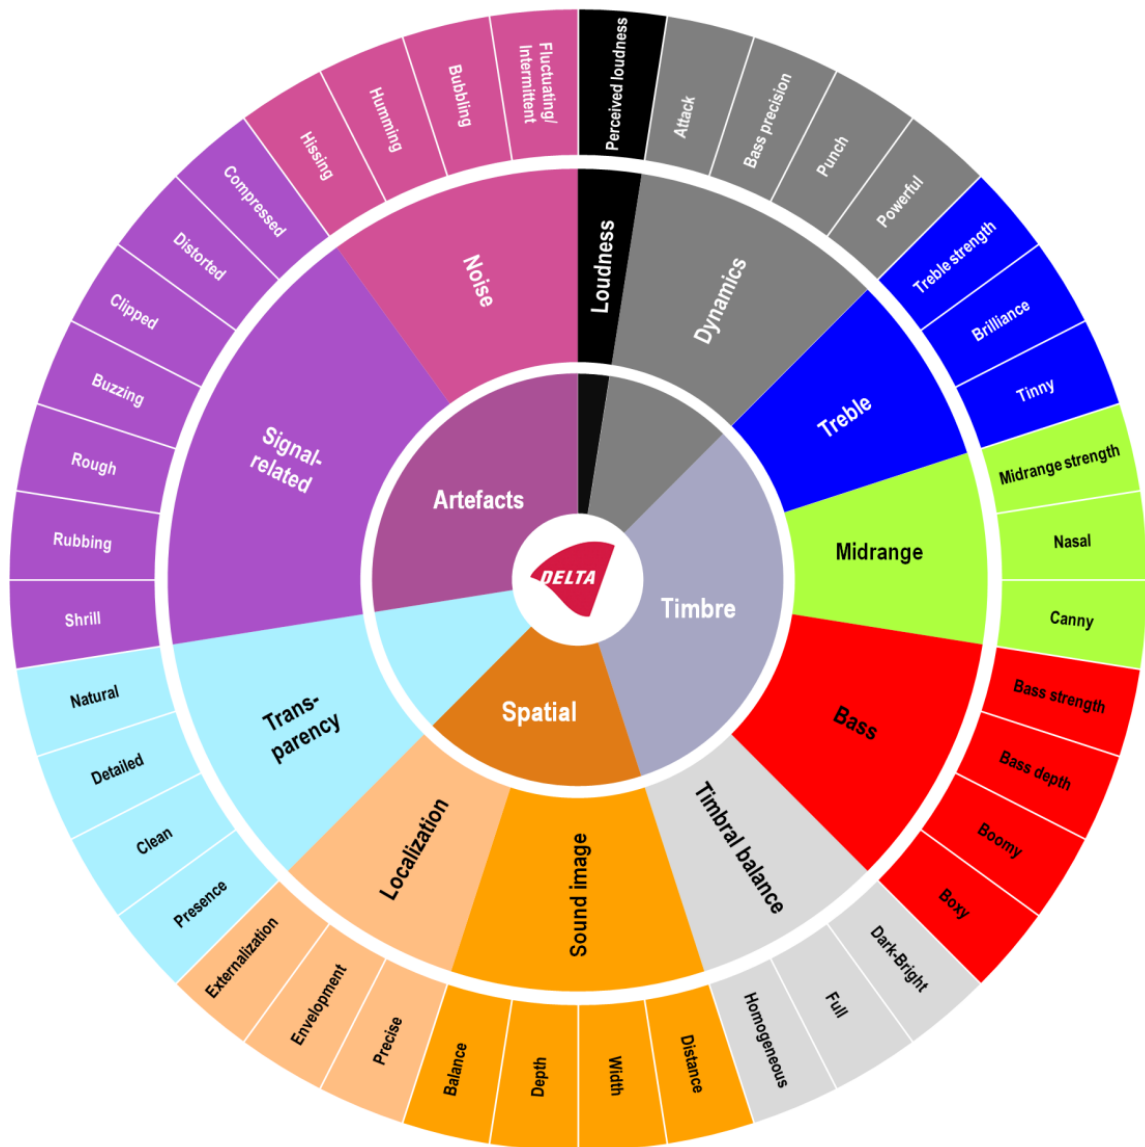 Perceived loudness
Attack
Bass precision
Punch
Powerful
Treble strength
Brilliance
Tinny
Midrange strength
Nasal
Canny
Bass strength
Bass depth
Boomy
Boxy
Dark-Bright
Full
Homogeneous
Distance
Width
Depth
Balance
Precise
Envelopment
Externalization
Presence
Clean
Detailed
Natural
Shrill
Rubbing
Rough
Buzzing
Clipped
Distorted
Compressed
Hissing
Humming
Bubbling
Fluctuating/
Intermittent
Loudness
Dynamics
Treble
Midrange
Bass
Timbral balance
Sound image
Localization
Trans-
parency
Signal-
related
Noise
Artefacts
Timbre
Spatial
DELTA